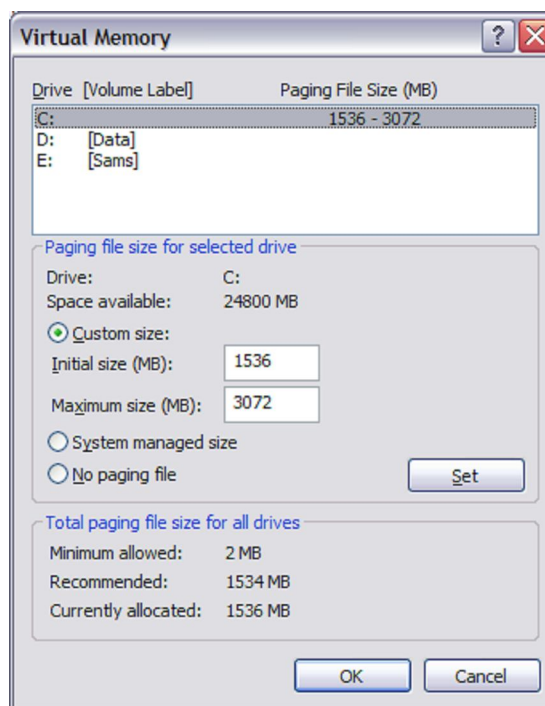 Virtual Memory
Drive [Volume Label] Paging File Size (MB)
C: 1536 - 3072
D: [Data]
E: [Sams]
Paging file size for selected drive
Drive: C:
Space available: 24800 MB
Custom size:
Initial size (MB): 1536
Maximum size (MB): 3072
System managed size
No paging file
Set
Total paging file size for all drives
Minimum allowed: 2 MB
Recommended: 1534 MB
Currently allocated: 1536 MB
OK Cancel